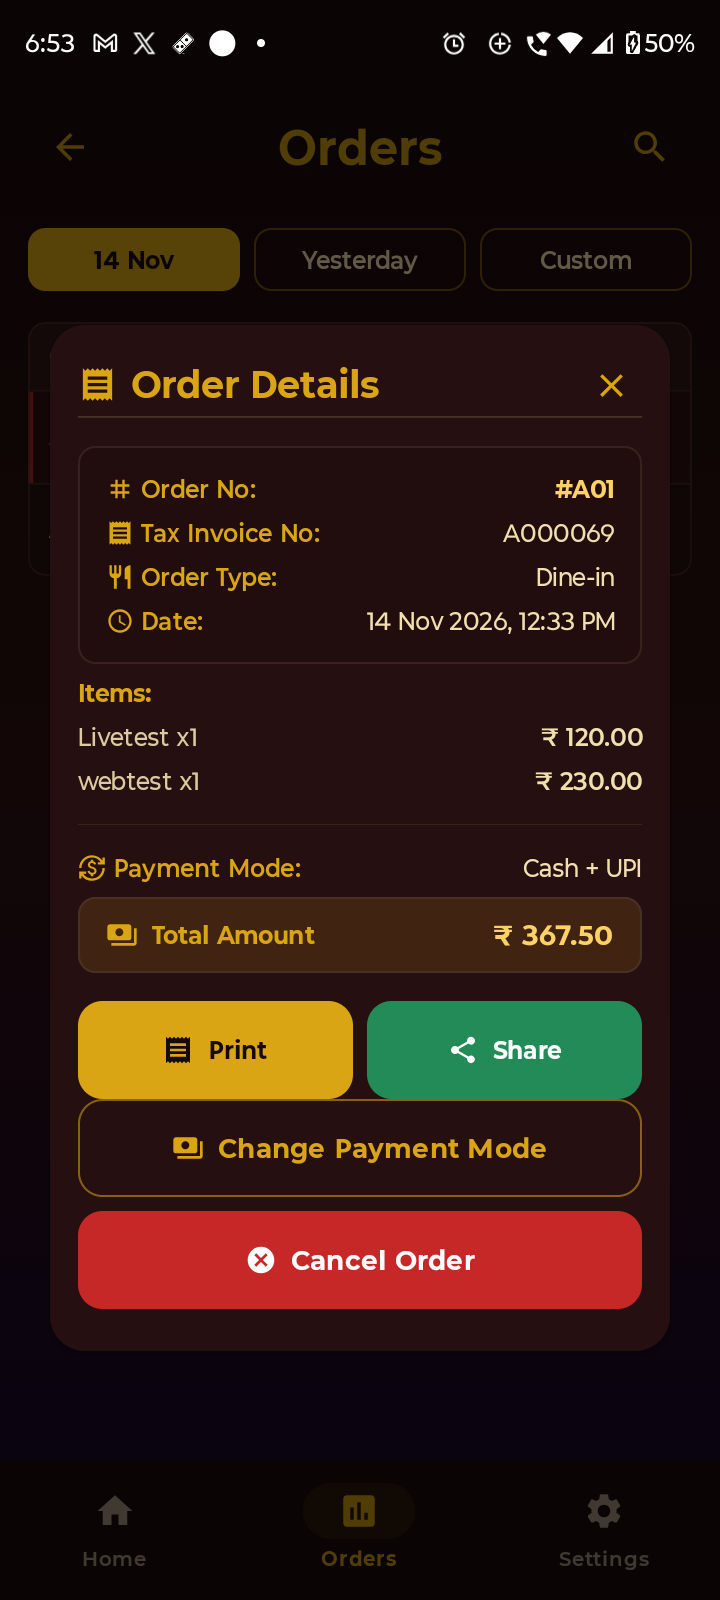 6:53
50%
Orders
14 Nov
Yesterday
Custom
Order Details
Order No: #A01
Tax Invoice No: A000069
Order Type: Dine-in
Date: 14 Nov 2026, 12:33 PM
Items:
Livetest x1 ₹ 120.00
webtest x1 ₹ 230.00
Payment Mode: Cash + UPI
Total Amount ₹ 367.50
Print
Share
Change Payment Mode
Cancel Order
Home
Orders
Settings